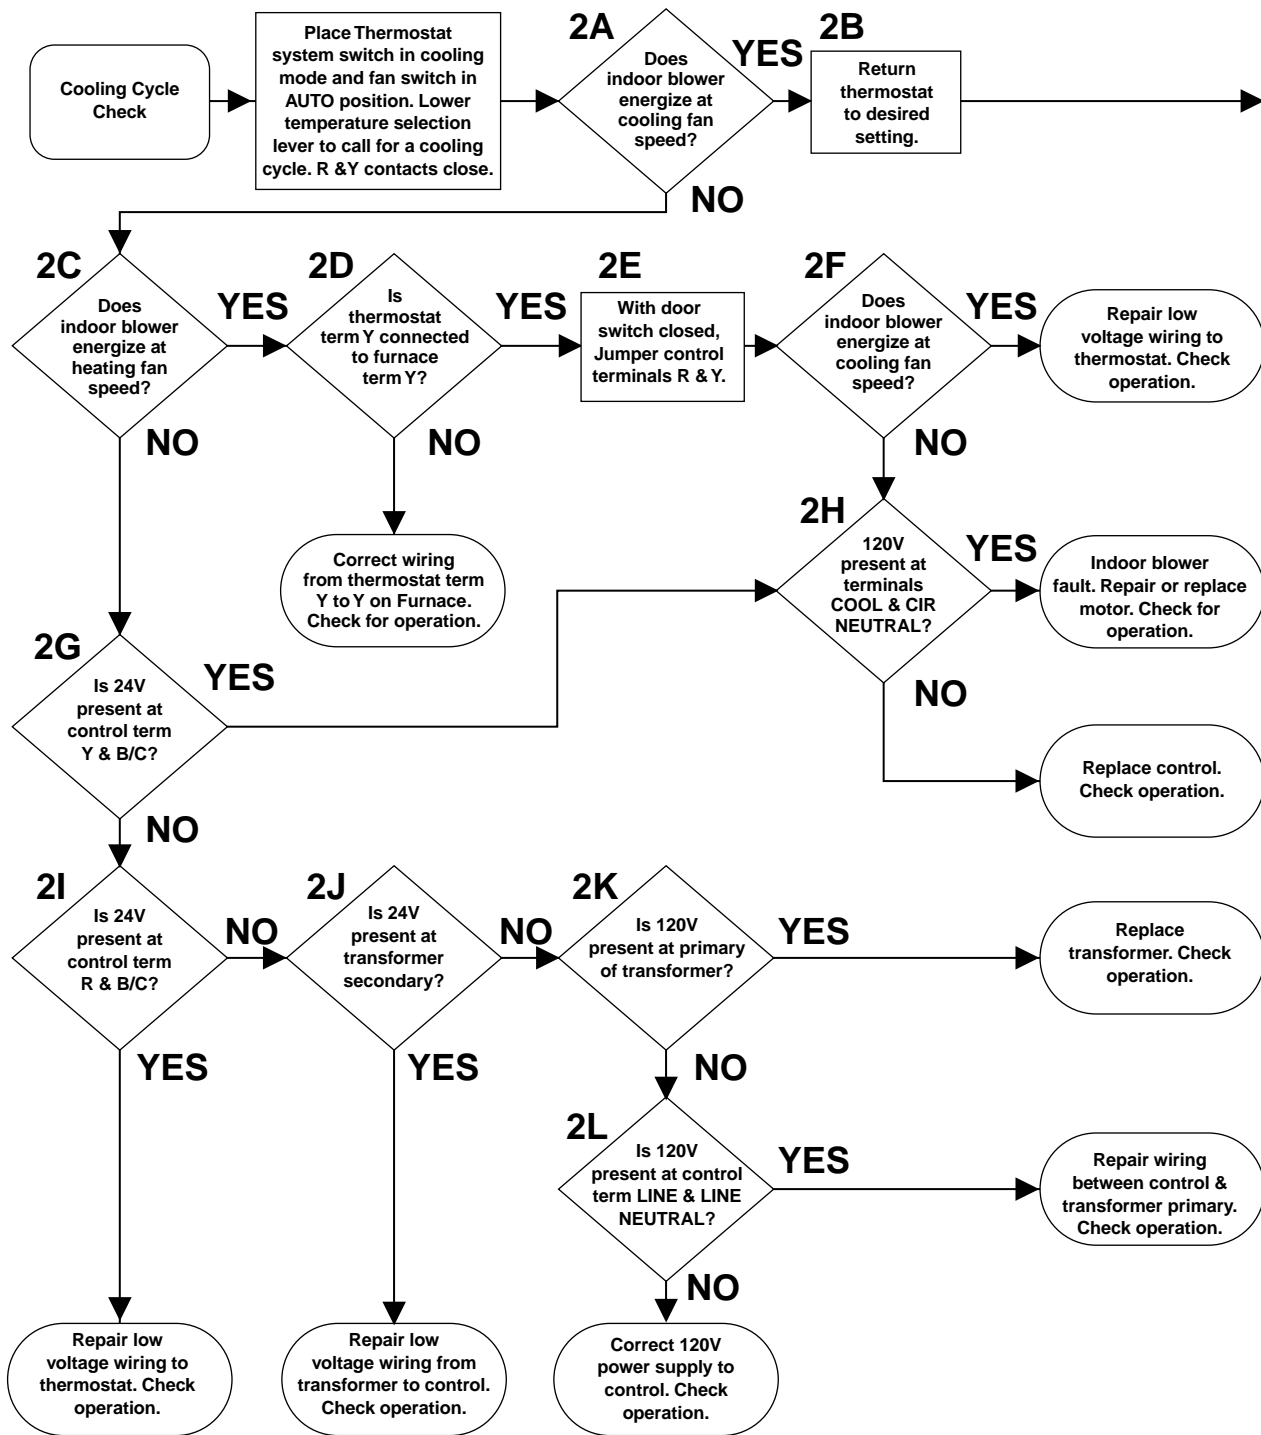 Cooling Cycle
Check
Place Thermostat
system switch in cooling
mode and fan switch in
AUTO position. Lower
temperature selection
lever to call for a cooling
cycle. R &Y contacts close.
2A
Does
indoor blower
energize at
cooling fan
speed?
YES
NO
2B
Return
thermostat
to desired
setting.
2C
Does
indoor blower
energize at
heating fan
speed?
YES
NO
2D
Is
thermostat
term Y connected
to furnace
term Y?
YES
NO
2E
With door
switch closed,
Jumper control
terminals R & Y.
2F
Does
indoor blower
energize at
cooling fan
speed?
YES
NO
Repair low
voltage wiring to
thermostat. Check
operation.
Correct wiring
from thermostat term
Y to Y on Furnace.
Check for operation.
2H
120V
present at
terminals
COOL & CIR
NEUTRAL?
YES
NO
Indoor blower
fault. Repair or replace
motor. Check for
operation.
2G
Is 24V
present at
control term
Y & B/C?
YES
NO
Replace control.
Check operation.
2I
Is 24V
present at
control term
R & B/C?
NO
YES
2J
Is 24V
present at
transformer
secondary?
NO
YES
2K
Is 120V
present at primary
of transformer?
YES
NO
Replace
transformer. Check
operation.
2L
Is 120V
present at control
term LINE & LINE
NEUTRAL?
YES
NO
Repair wiring
between control &
transformer primary.
Check operation.
Repair low
voltage wiring to
thermostat. Check
operation.
Repair low
voltage wiring from
transformer to control.
Check operation.
Correct 120V
power supply to
control. Check
operation.